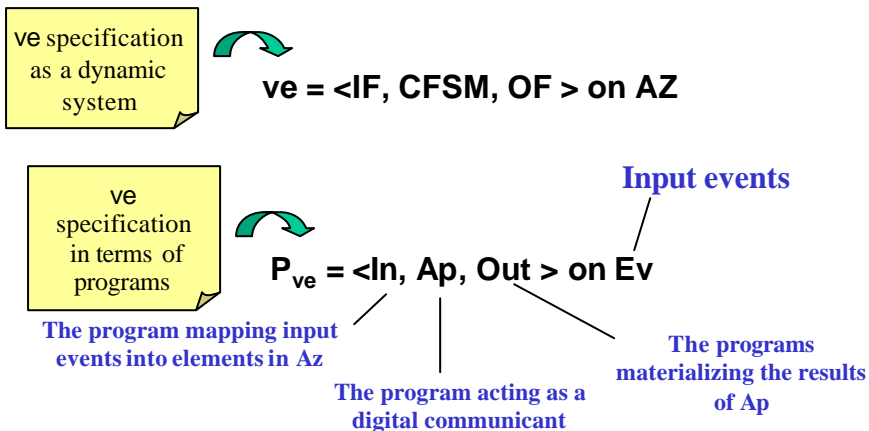 ve specification
as a dynamic
system
ve = <IF, CFSM, OF > on AZ
ve
specification
in terms of
programs
Input events
Pve = <In, Ap, Out > on Ev
The program mapping input
events into elements in Az
The program acting as a
digital communicant
The programs
materializing the results
of Ap